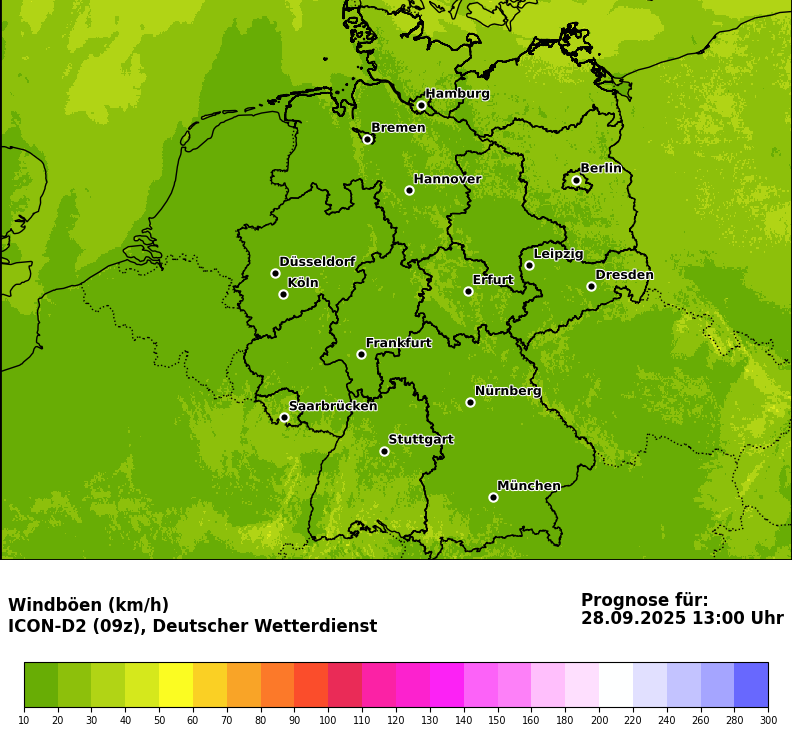 Hamburg
Bremen
Berlin
Hannover
Leipzig
Düsseldorf
Dresden
Erfurt
Köln
Frankfurt
Nürnberg
Saarbrücken
Stuttgart
München
Windböen (km/h)
ICON-D2 (09z), Deutscher Wetterdienst
Prognose für:
28.09.2025 13:00 Uhr
10 20 30 40 50 60 70 80 90 100 110 120 130 140 150 160 180 200 220 240 260 280 300